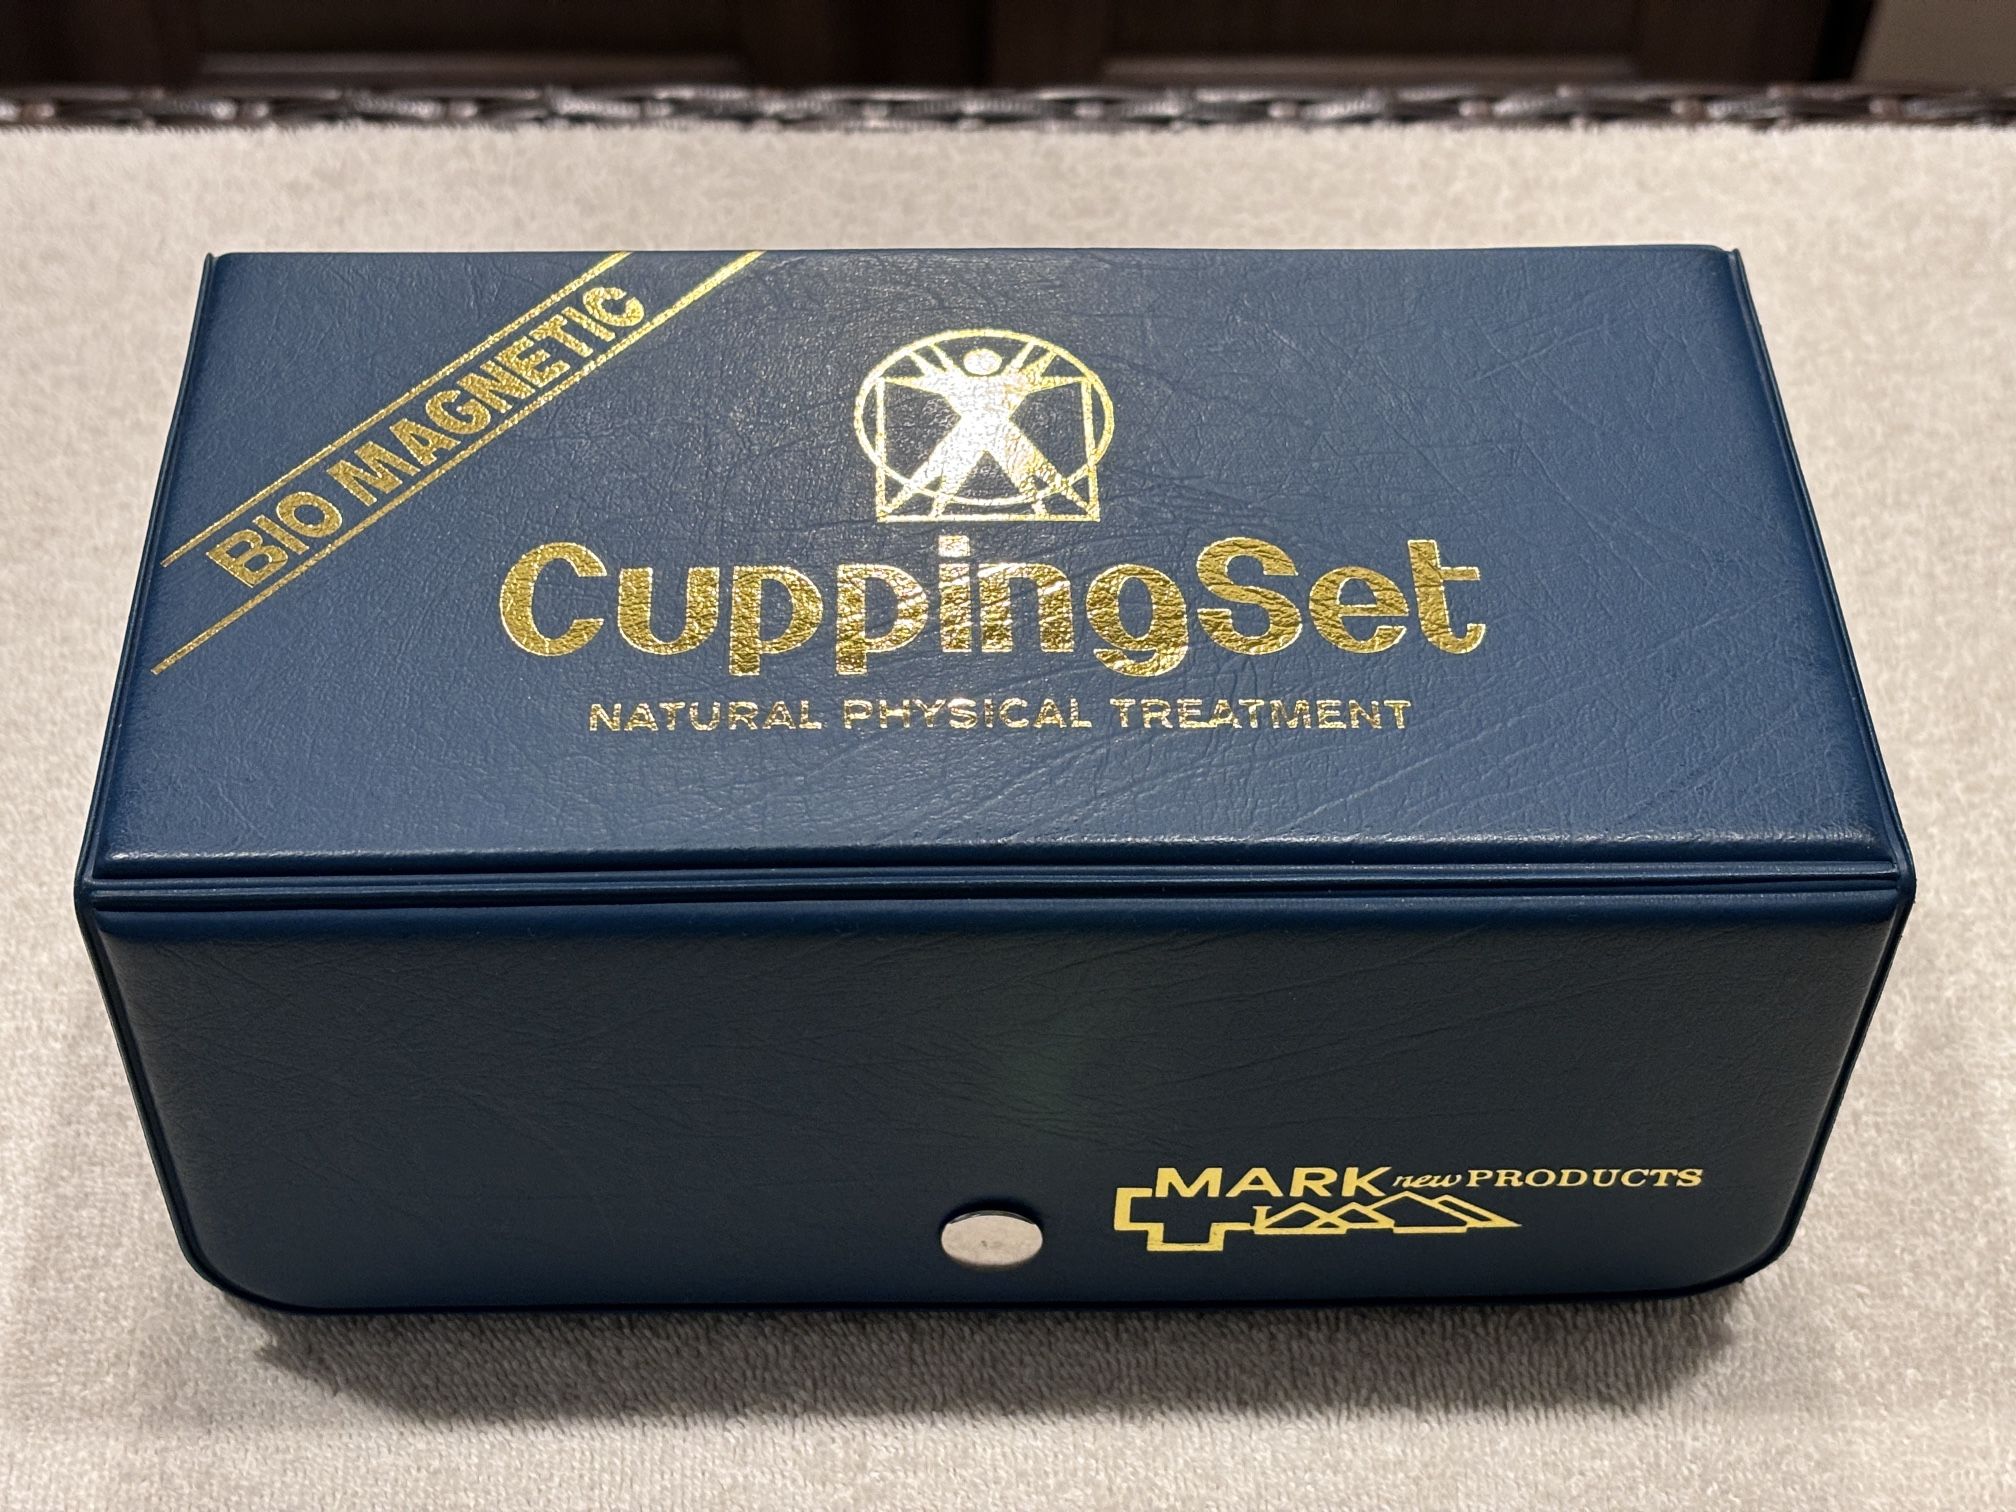 BIO MAGNETIC
CuppingSet
NATURAL PHYSICAL TREATMENT
MARK new PRODUCTS